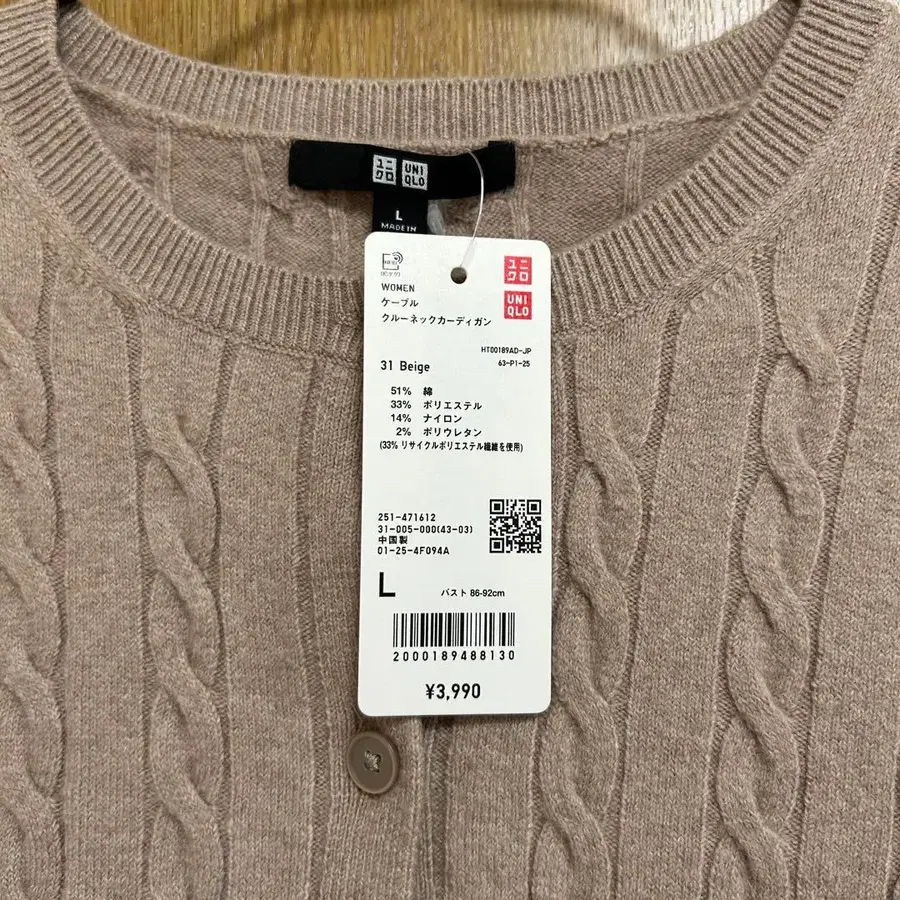 ユニ
クロ
UNI
QLO
L
MADE IN
ユニ
クロ
UNI
QLO
WOMEN
ケーブル
クルーネックカーディガン
HT00189AD-JP
63-P1-25
31 Beige
51% 綿
33% ポリエステル
14% ナイロン
2% ポリウレタン
(33% リサイクルポリエステル繊維を使用)
251-471612
31-005-000(43-03)
中国製
01-25-4F094A
L バスト 86-92cm
2000189488130
¥3,990